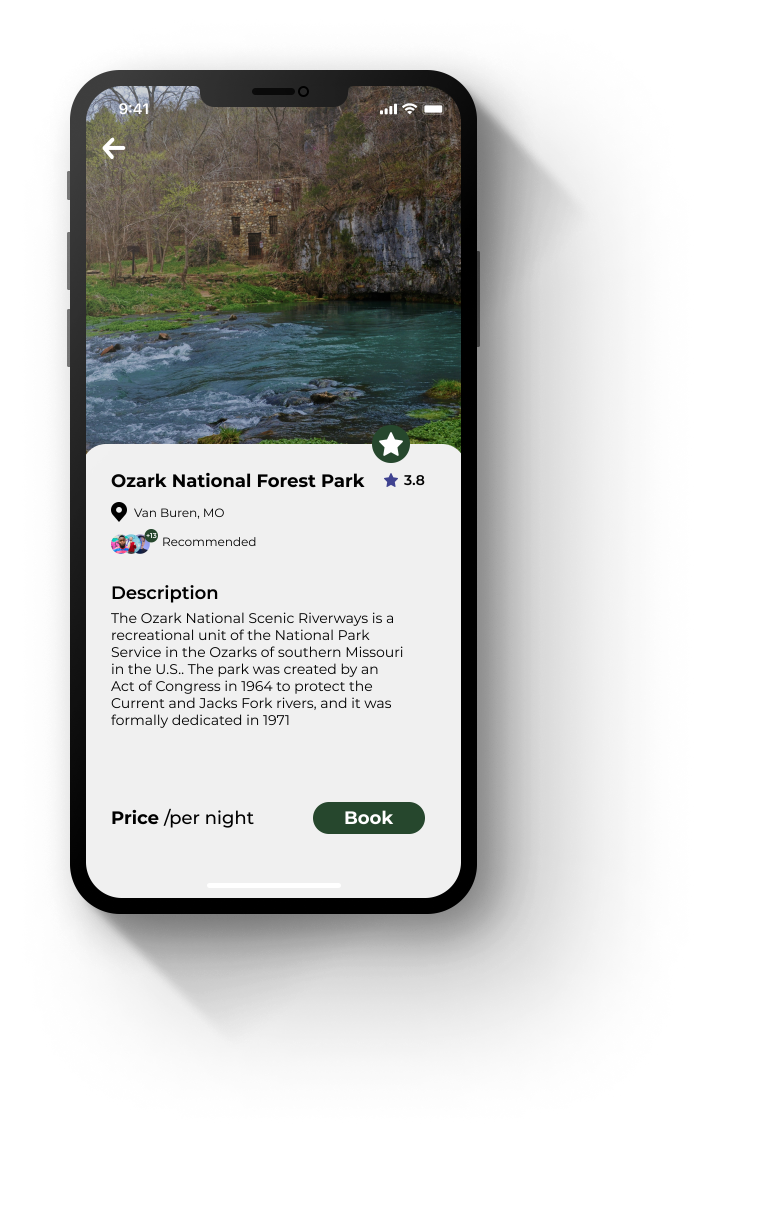 9:41
Ozark National Forest Park
3.8
Van Buren, MO
+13
Recommended
Description
The Ozark National Scenic Riverways is a
recreational unit of the National Park
Service in the Ozarks of southern Missouri
in the U.S.. The park was created by an
Act of Congress in 1964 to protect the
Current and Jacks Fork rivers, and it was
formally dedicated in 1971
Price /per night
Book